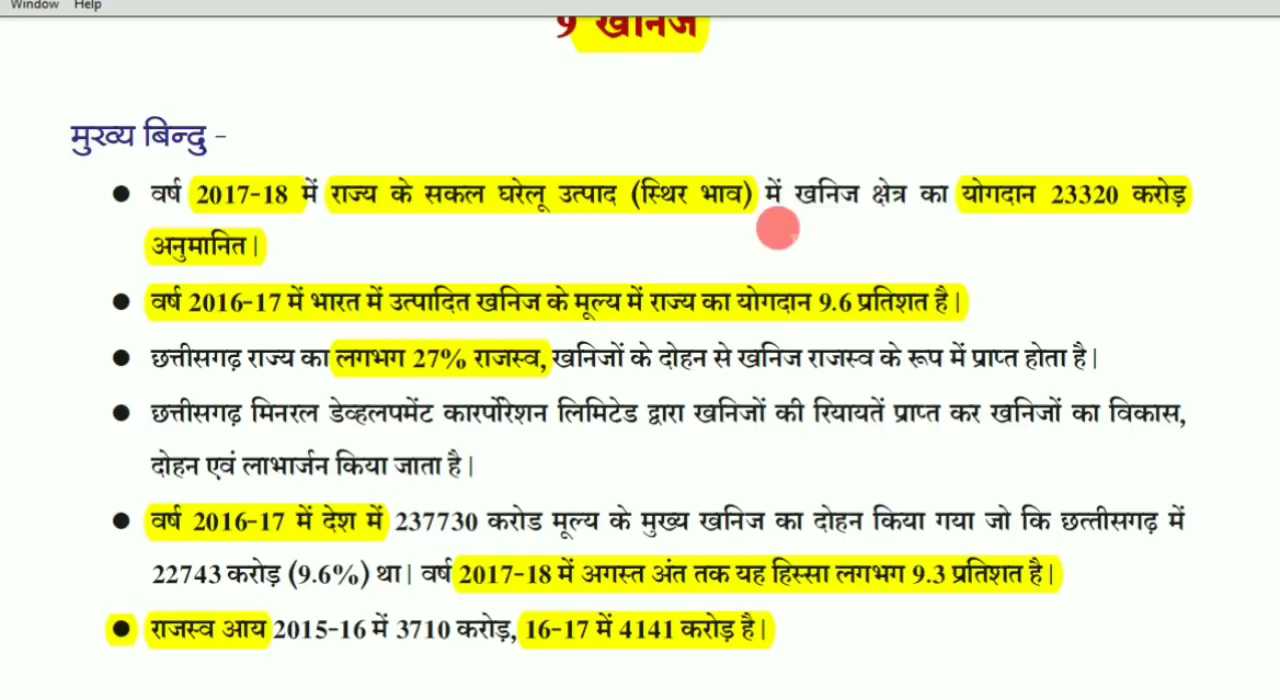 Window Help
9 खनिज
मुख्य बिन्दु -
● वर्ष 2017-18 में राज्य के सकल घरेलू उत्पाद (स्थिर भाव) में खनिज क्षेत्र का योगदान 23320 करोड़
अनुमानित।
● वर्ष 2016-17 में भारत में उत्पादित खनिज के मूल्य में राज्य का योगदान 9.6 प्रतिशत है।
● छत्तीसगढ़ राज्य का लगभग 27% राजस्व, खनिजों के दोहन से खनिज राजस्व के रूप में प्राप्त होता है।
● छत्तीसगढ़ मिनरल डेव्हलपमेंट कारर्पोरेशन लिमिटेड द्वारा खनिजों की रियायतें प्राप्त कर खनिजों का विकास,
दोहन एवं लाभार्जन किया जाता है।
● वर्ष 2016-17 में देश में 237730 करोड मूल्य के मुख्य खनिज का दोहन किया गया जो कि छत्तीसगढ़ में
22743 करोड़ (9.6%) था। वर्ष 2017-18 में अगस्त अंत तक यह हिस्सा लगभग 9.3 प्रतिशत है।
● राजस्व आय 2015-16 में 3710 करोड़, 16-17 में 4141 करोड़ है।